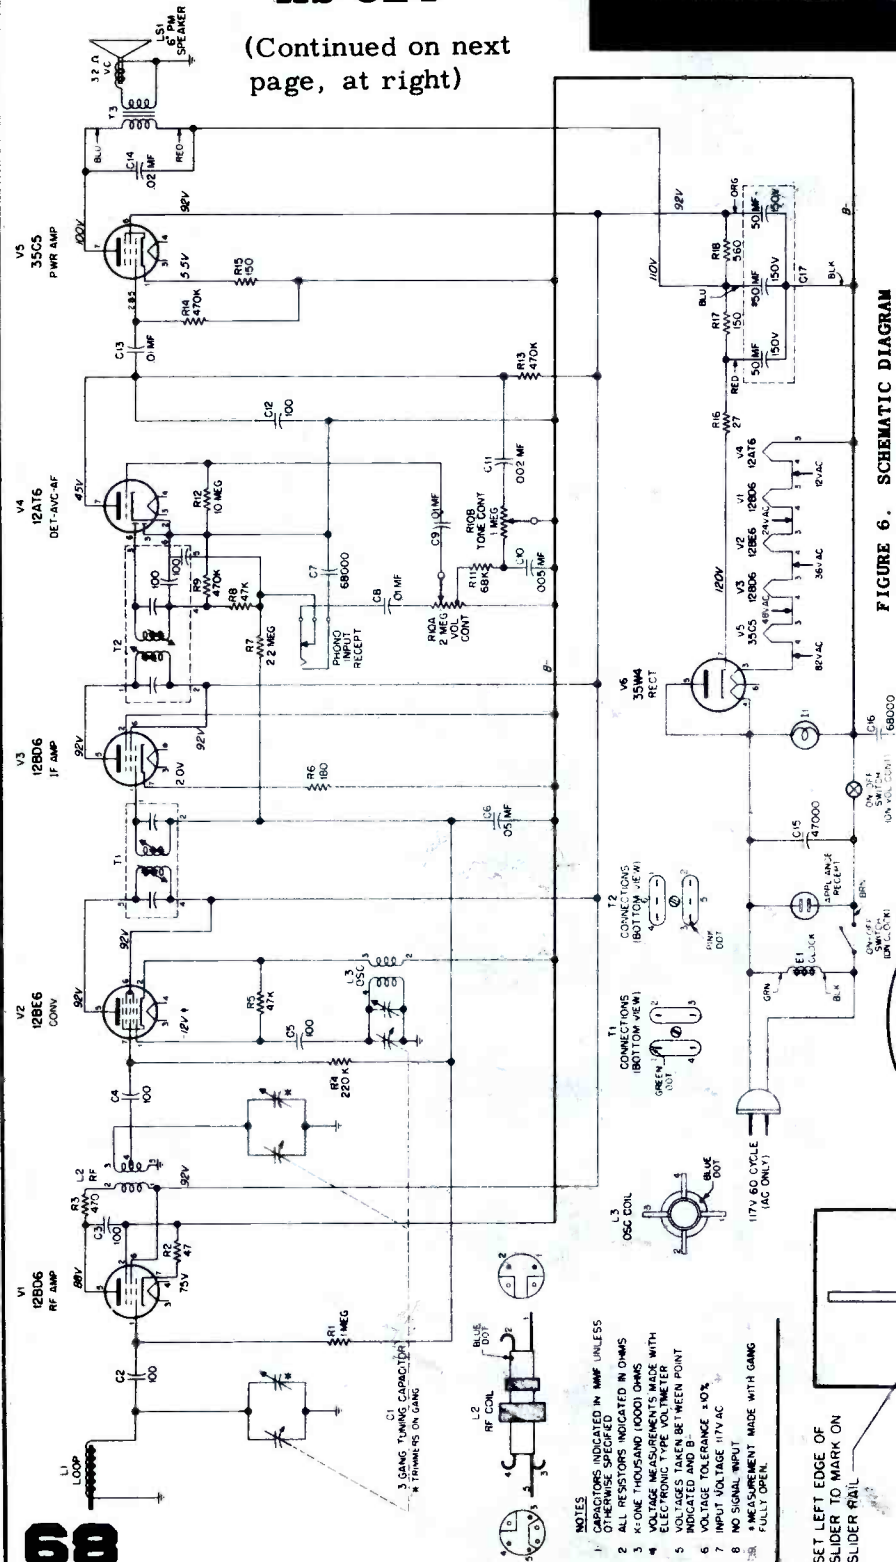 (Continued on next
page, at right)
68
LS1
6" PM
SPEAKER
3.2 Ω
VC
T3
BLU
RED
C14
.02 MF
V5
35C5
PWR AMP
100V
92V
5.5V
R15
150
R14
470K
C13
.01 MF
C12
100
R13
470K
V4
12AT6
DET-AVC-AF
45V
R12
10 MEG
C11
.002 MF
R10B
TONE CONT
1 MEG
C9
.01 MF
R11
68K
C10
.005 MF
T2
100
100
R9
470K
R8
47K
R7
2.2 MEG
C7
68000
PHONO
INPUT
RECEPT
C8
.01 MF
R10A
2 MEG
VOL
CONT
V3
12BD6
IF AMP
92V
92V
2.0V
R6
180
C6
.05 MF
B-
T1
V2
12BE6
CONV
92V
92V
-12V*
R5
47K
C5
100
L3
OSC
R4
220K
C4
100
V1
12BD6
RF AMP
88V
R3
470
L2
RF
C3
100
R2
47
.75V
92V
R1
1 MEG
C2
100
L1
LOOP
C1
3 GANG TUNING CAPACITOR
* TRIMMERS ON GANG
110V
92V
R18
560
ORG
BLU
R17
150
RED
50 MF
150V
50 MF
150V
50 MF
150V
C17
BLK
B-
R16
27
120V
V6
35W4
RECT
V5
35C5
V3
12BD6
V2
12BE6
V1
12BD6
V4
12AT6
82VAC
48VAC
36VAC
24VAC
12VAC
I1
C16
68000
ON-OFF
SWITCH
(ON VOL CONT)
C15
47000
APPLIANCE
RECEPT
BRN
ON-OFF
SWITCH
(ON CLOCK)
E1
CLOCK
GRN
BLK
117V 60 CYCLE
(AC ONLY)
T2
CONNECTIONS
(BOTTOM VIEW)
PINK
DOT
T1
CONNECTIONS
(BOTTOM VIEW)
GREEN
DOT
L3
OSC COIL
BLUE
DOT
L2
RF COIL
BLUE
DOT
NOTES
1 CAPACITORS INDICATED IN MMF UNLESS
OTHERWISE SPECIFIED
2 ALL RESISTORS INDICATED IN OHMS
3 K=ONE THOUSAND (1000) OHMS
4 VOLTAGE MEASUREMENTS MADE WITH
ELECTRONIC TYPE VOLTMETER
5 VOLTAGES TAKEN BETWEEN POINT
INDICATED AND B-
6 VOLTAGE TOLERANCE ±10%
7 INPUT VOLTAGE 117V AC
8 NO SIGNAL INPUT
9. * MEASUREMENT MADE WITH GANG
FULLY OPEN.
FIGURE 6. SCHEMATIC DIAGRAM
SET LEFT EDGE OF
SLIDER TO MARK ON
SLIDER RAIL